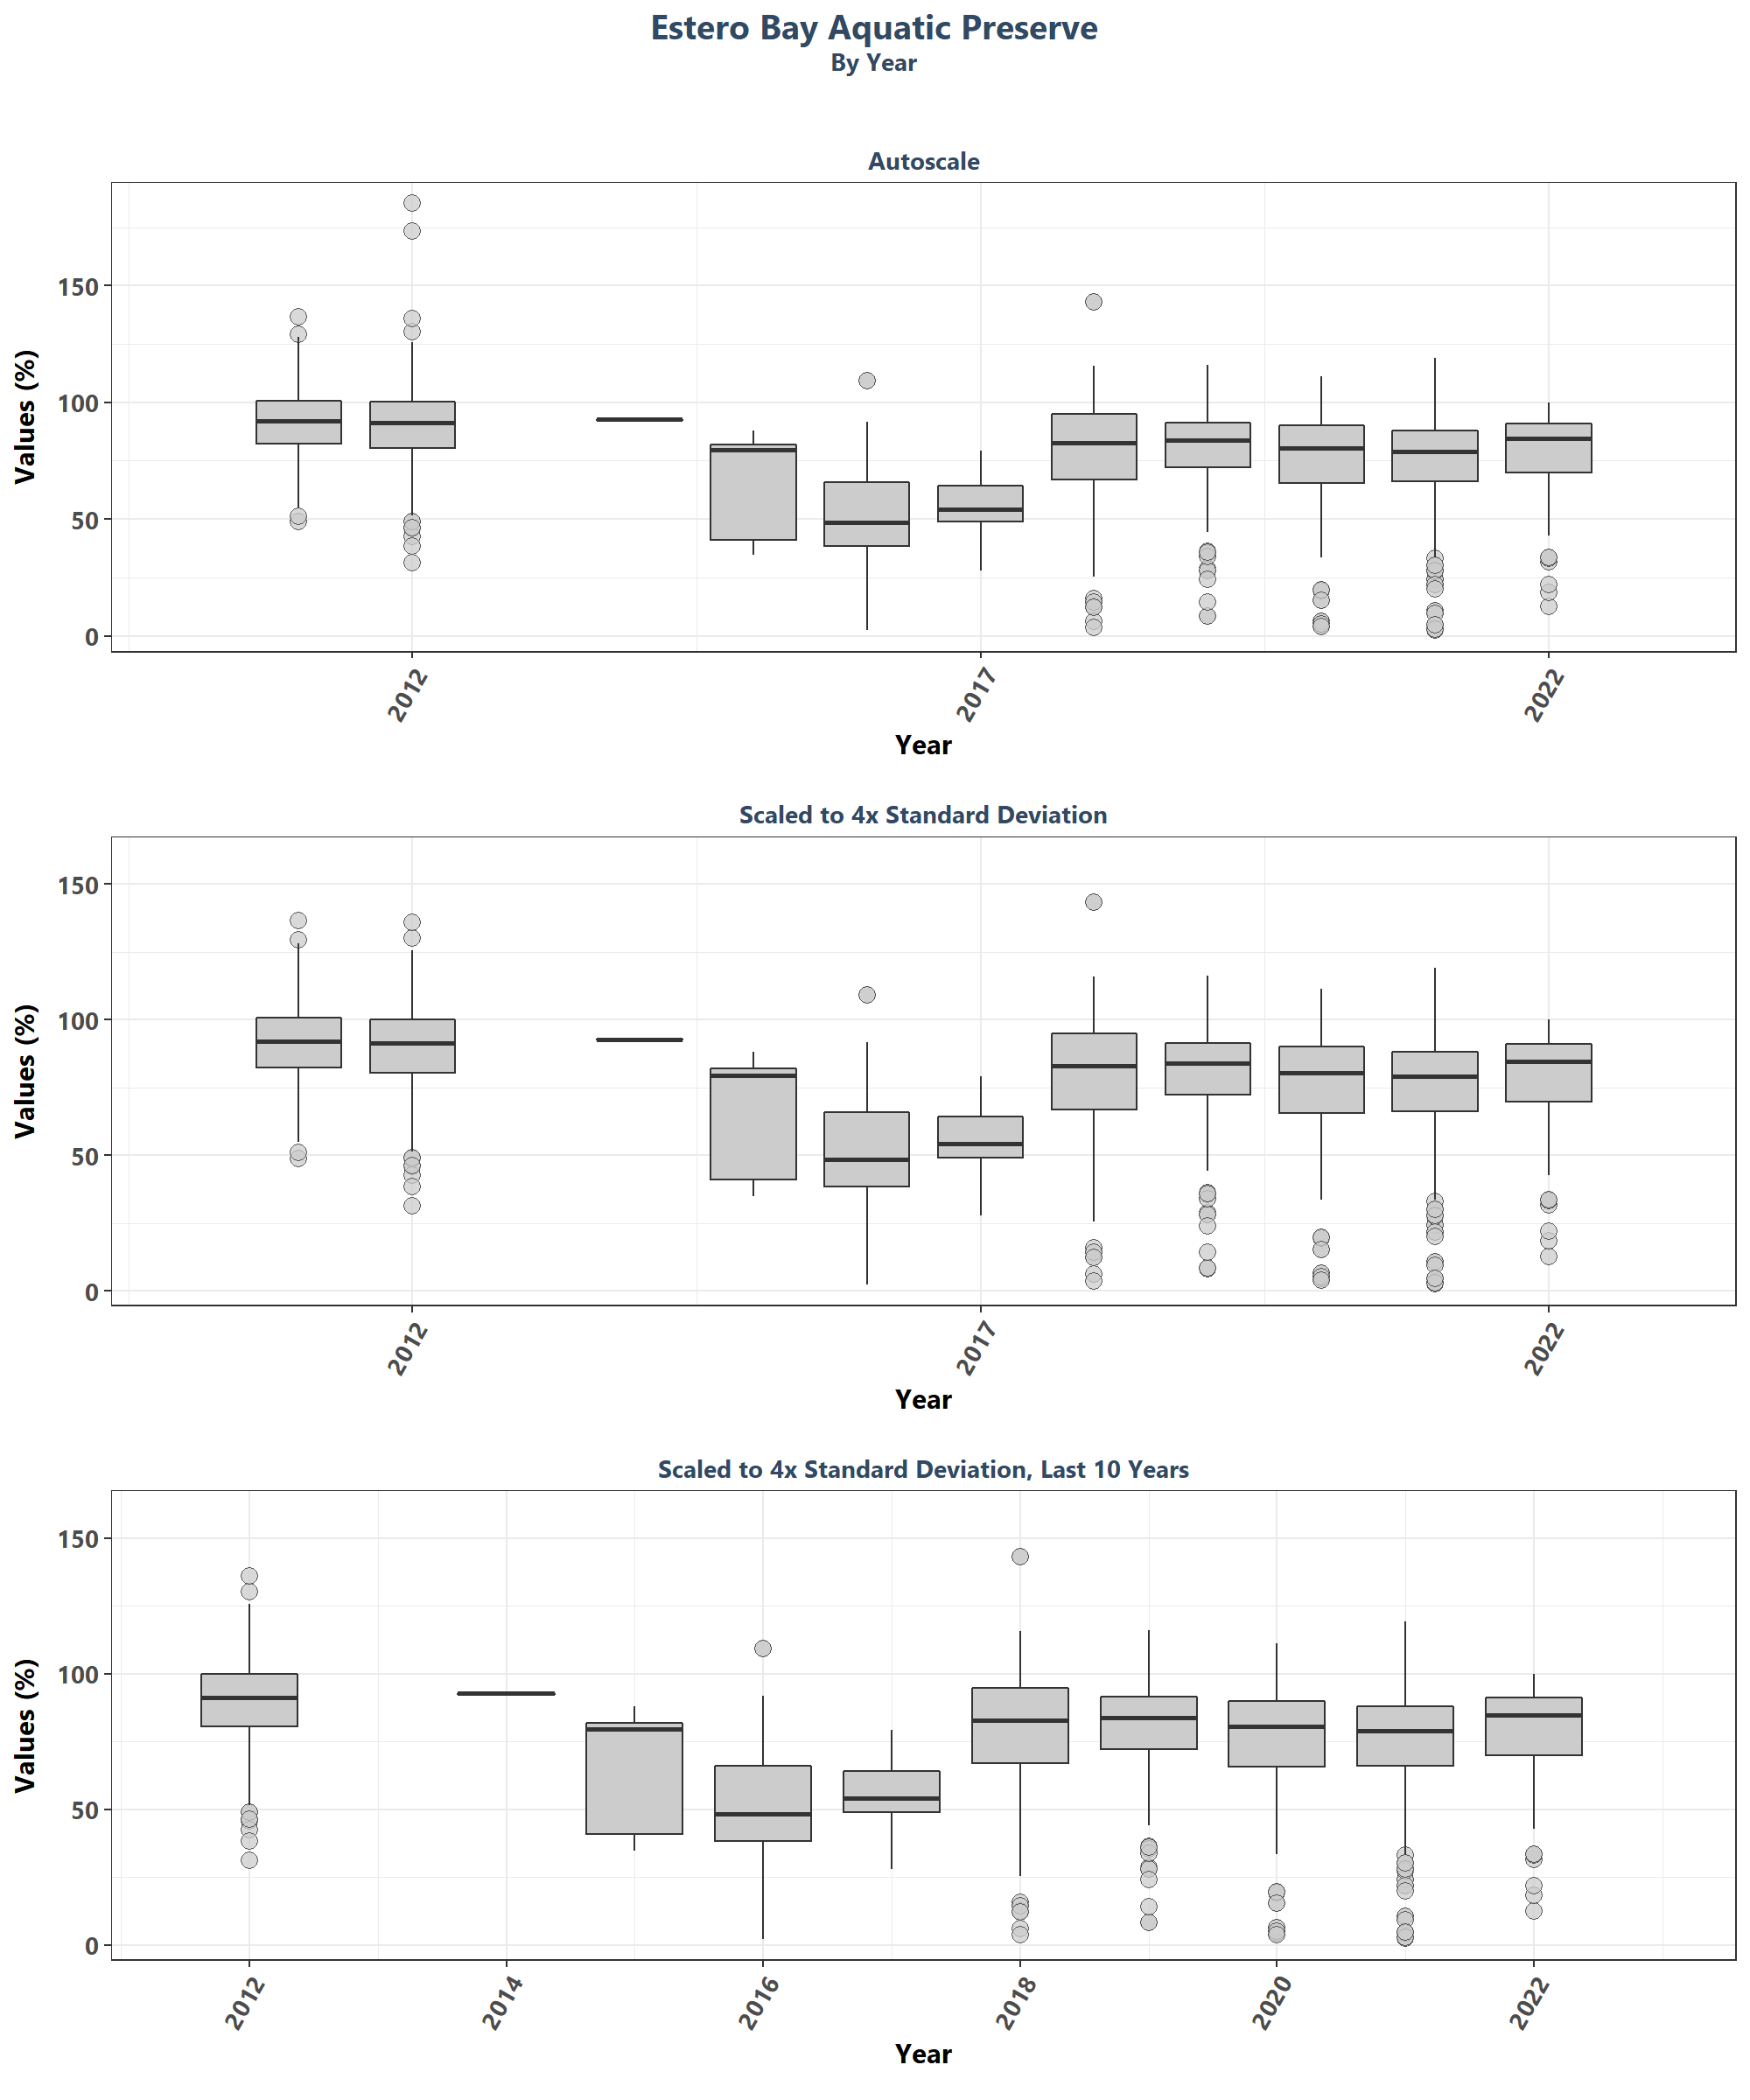 Estero Bay Aquatic Preserve
By Year
Autoscale
Values (%)
150
100
50
0
2012
2017
2022
Year
Scaled to 4x Standard Deviation
Values (%)
150
100
50
0
2012
2017
2022
Year
Scaled to 4x Standard Deviation, Last 10 Years
Values (%)
150
100
50
0
2012
2014
2016
2018
2020
2022
Year